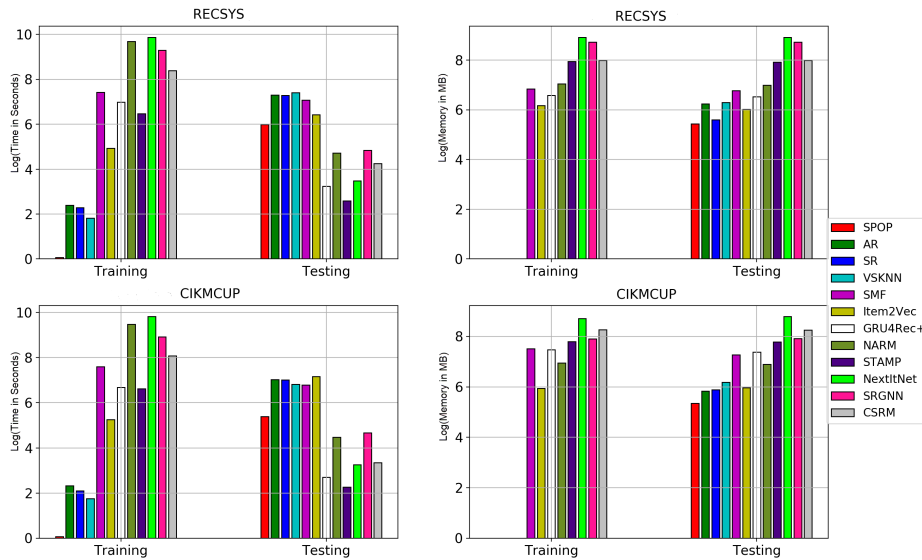 RECSYS
Log(Time in Seconds)
10
8
6
4
2
0
Training
Testing
RECSYS
Log(Memory in MB)
8
6
4
2
0
Training
Testing
CIKMCUP
Log(Time in Seconds)
10
8
6
4
2
0
Training
Testing
CIKMCUP
Log(Memory in MB)
8
6
4
2
0
Training
Testing
SPOP
AR
SR
VSKNN
SMF
Item2Vec
GRU4Rec+
NARM
STAMP
NextItNet
SRGNN
CSRM